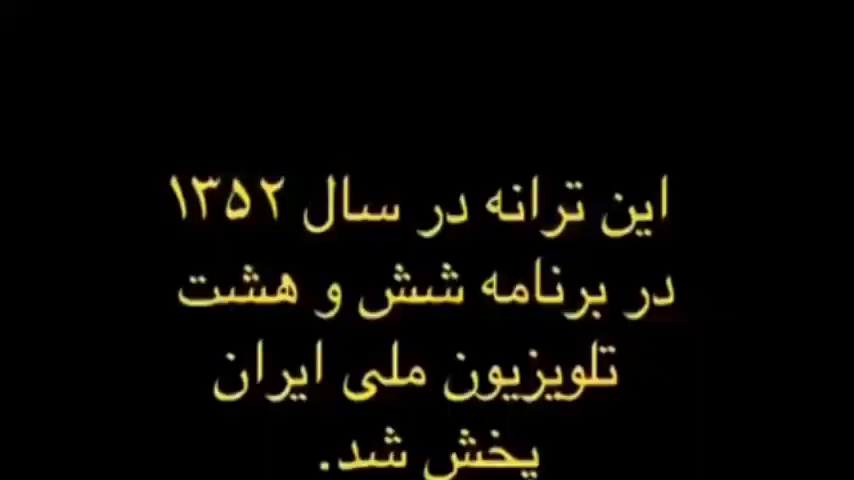 این ترانه در سال ۱۳۵۲
در برنامه شش و هشت
تلویزیون ملی ایران
پخش شد.